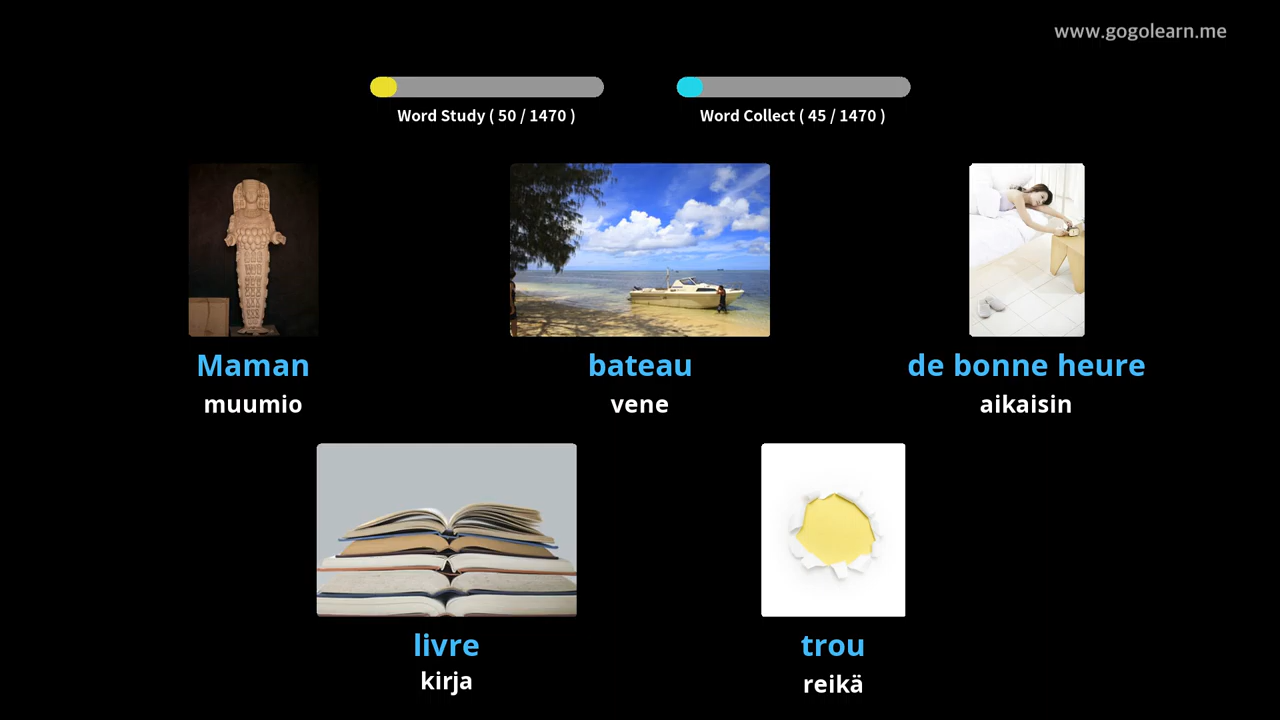 www.gogolearn.me
Word Study ( 50 / 1470 )
Word Collect ( 45 / 1470 )
Maman
muumio
bateau
vene
de bonne heure
aikaisin
livre
kirja
trou
reikä